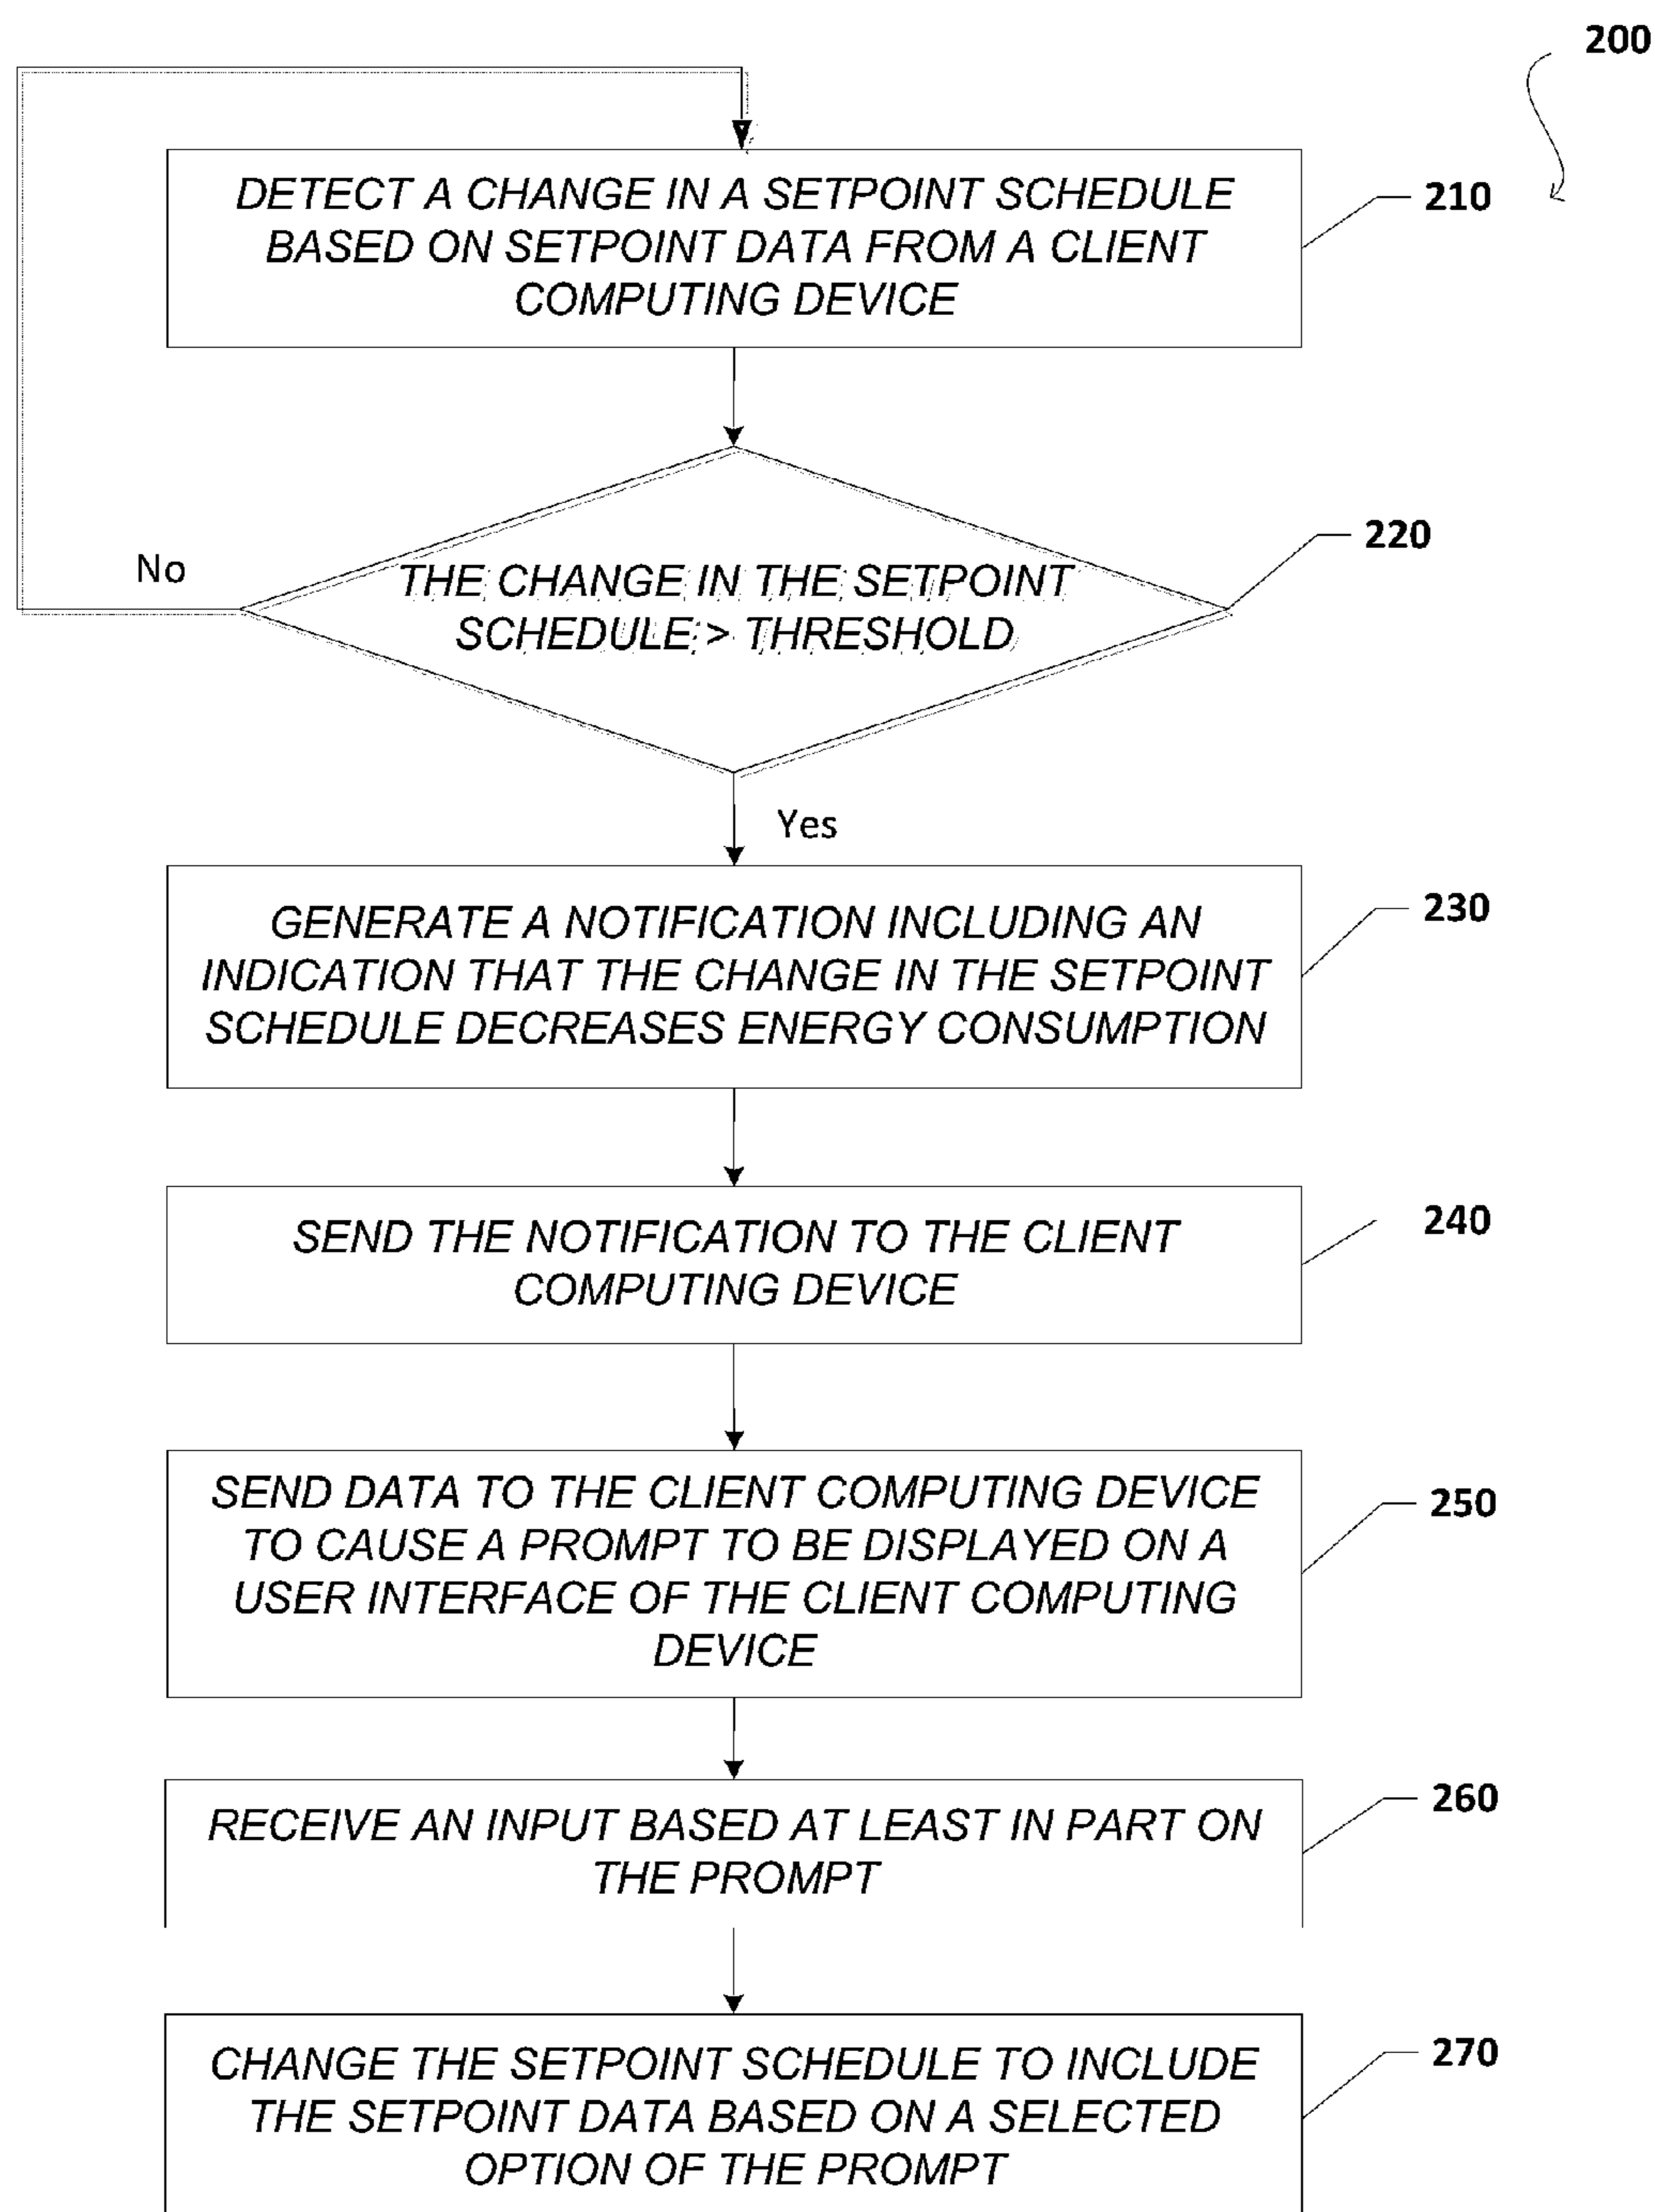 200
DETECT A CHANGE IN A SETPOINT SCHEDULE
BASED ON SETPOINT DATA FROM A CLIENT
COMPUTING DEVICE
210
THE CHANGE IN THE SETPOINT
SCHEDULE > THRESHOLD
220
No
Yes
GENERATE A NOTIFICATION INCLUDING AN
INDICATION THAT THE CHANGE IN THE SETPOINT
SCHEDULE DECREASES ENERGY CONSUMPTION
230
SEND THE NOTIFICATION TO THE CLIENT
COMPUTING DEVICE
240
SEND DATA TO THE CLIENT COMPUTING DEVICE
TO CAUSE A PROMPT TO BE DISPLAYED ON A
USER INTERFACE OF THE CLIENT COMPUTING
DEVICE
250
RECEIVE AN INPUT BASED AT LEAST IN PART ON
THE PROMPT
260
CHANGE THE SETPOINT SCHEDULE TO INCLUDE
THE SETPOINT DATA BASED ON A SELECTED
OPTION OF THE PROMPT
270